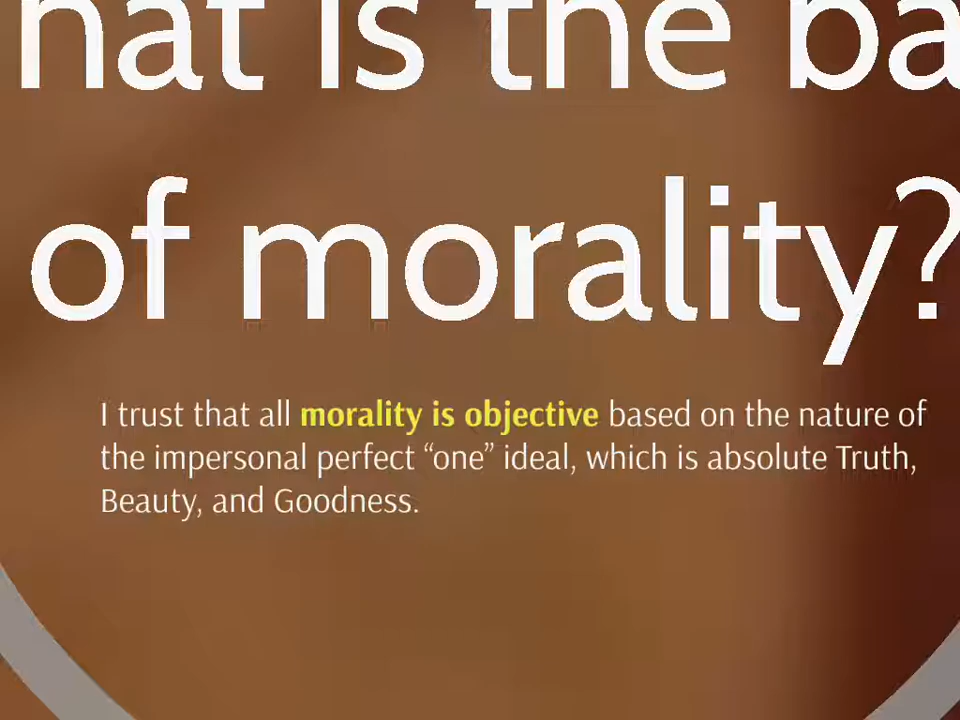 hat is the ba
of morality?
I trust that all morality is objective based on the nature of
the impersonal perfect “one” ideal, which is absolute Truth,
Beauty, and Goodness.